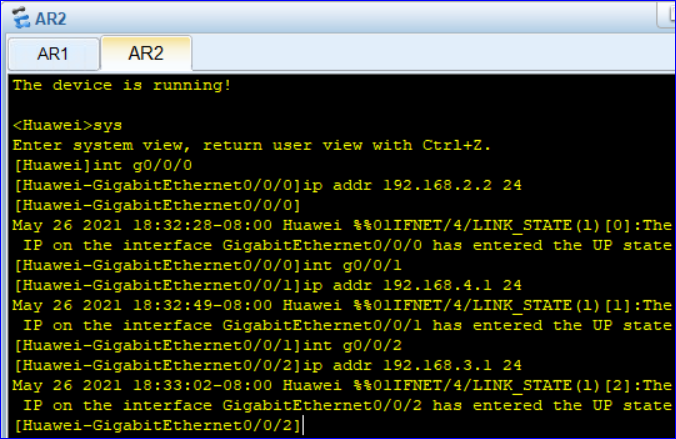 AR2
AR1 AR2
The device is running!
<Huawei>sys
Enter system view, return user view with Ctrl+Z.
[Huawei]int g0/0/0
[Huawei-GigabitEthernet0/0/0]ip addr 192.168.2.2 24
[Huawei-GigabitEthernet0/0/0]
May 26 2021 18:32:28-08:00 Huawei %%01IFNET/4/LINK_STATE(l)[0]:The
 IP on the interface GigabitEthernet0/0/0 has entered the UP state
[Huawei-GigabitEthernet0/0/0]int g0/0/1
[Huawei-GigabitEthernet0/0/1]ip addr 192.168.4.1 24
May 26 2021 18:32:49-08:00 Huawei %%01IFNET/4/LINK_STATE(l)[1]:The
 IP on the interface GigabitEthernet0/0/1 has entered the UP state
[Huawei-GigabitEthernet0/0/1]int g0/0/2
[Huawei-GigabitEthernet0/0/2]ip addr 192.168.3.1 24
May 26 2021 18:33:02-08:00 Huawei %%01IFNET/4/LINK_STATE(l)[2]:The
 IP on the interface GigabitEthernet0/0/2 has entered the UP state
[Huawei-GigabitEthernet0/0/2]